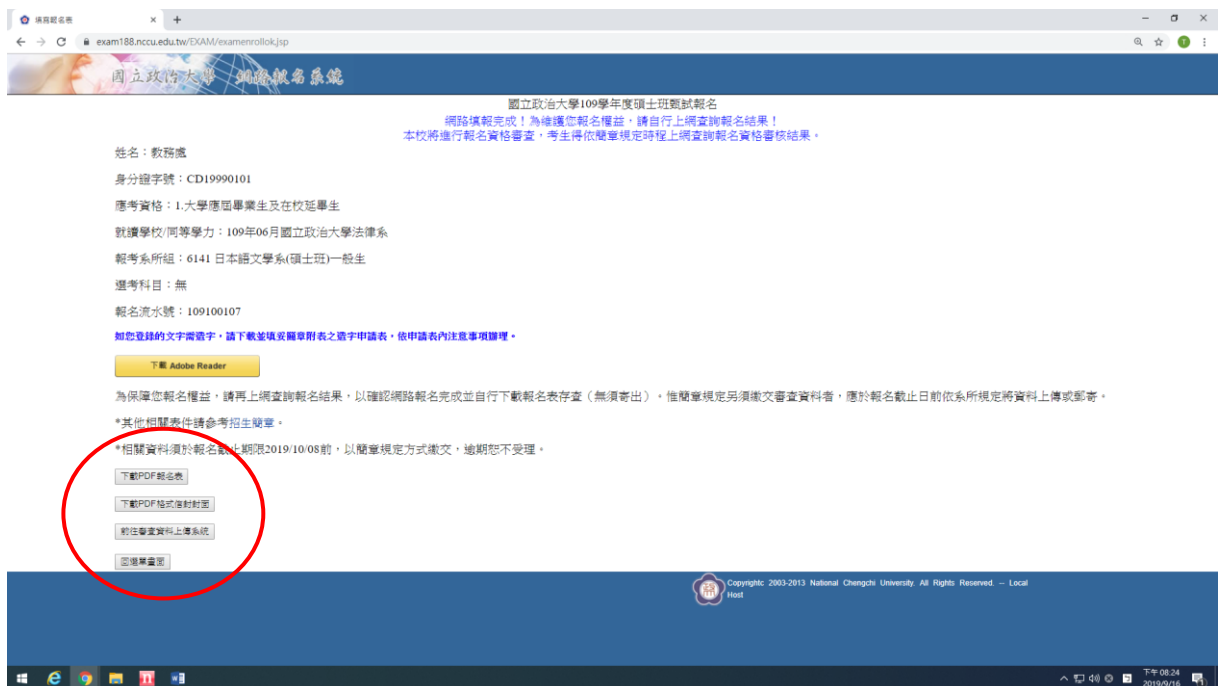 填寫報名表
exam188.nccu.edu.tw/EXAM/examenrollok.jsp
國立政治大學 網路報名系統
國立政治大學109學年度碩士班甄試報名
網路填報完成！為維護您報名權益，請自行上網查詢報名結果！
本校將進行報名資格審查，考生得依簡章規定時程上網查詢報名資格審核結果。
姓名：教務處
身分證字號：CD19990101
應考資格：1.大學應屆畢業生及在校延畢生
就讀學校/同等學力：109年06月國立政治大學法律系
報考系所組：6141 日本語文學系(碩士班)一般生
選考科目：無
報名流水號：109100107
如您登錄的文字需造字，請下載並填妥簡章附表之造字申請表，依申請表內注意事項辦理。
下載 Adobe Reader
為保障您報名權益，請再上網查詢報名結果，以確認網路報名完成並自行下載報名表存查（無須寄出）。惟簡章規定另須繳交審查資料者，應於報名截止日前依系所規定將資料上傳或郵寄。
*其他相關表件請參考招生簡章。
*相關資料須於報名截止期限2019/10/08前，以簡章規定方式繳交，逾期恕不受理。
下載PDF報名表
下載PDF格式信封封面
前往審查資料上傳系統
回選單畫面
Copyrightc 2003-2013 National Chengchi University. All Rights Reserved. -- Local
Host
下午 08:24
2019/9/16